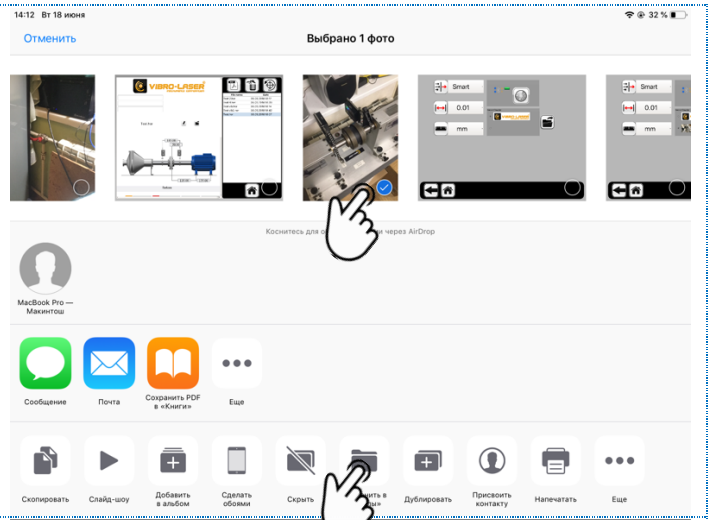 14:12 Вт 18 июня
32 %
Отменить
Выбрано 1 фото
VIBRO-LASER
Smart
0.01
mm
Smart
0.01
mm
Коснитесь для
через AirDrop
MacBook Pro —
Макинтош
Сообщение
Почта
Сохранить PDF
в «Книги»
Еще
Скопировать
Слайд-шоу
Добавить
в альбом
Сделать
обоями
Скрыть
Дублировать
Присвоить
контакту
Напечатать
Еще